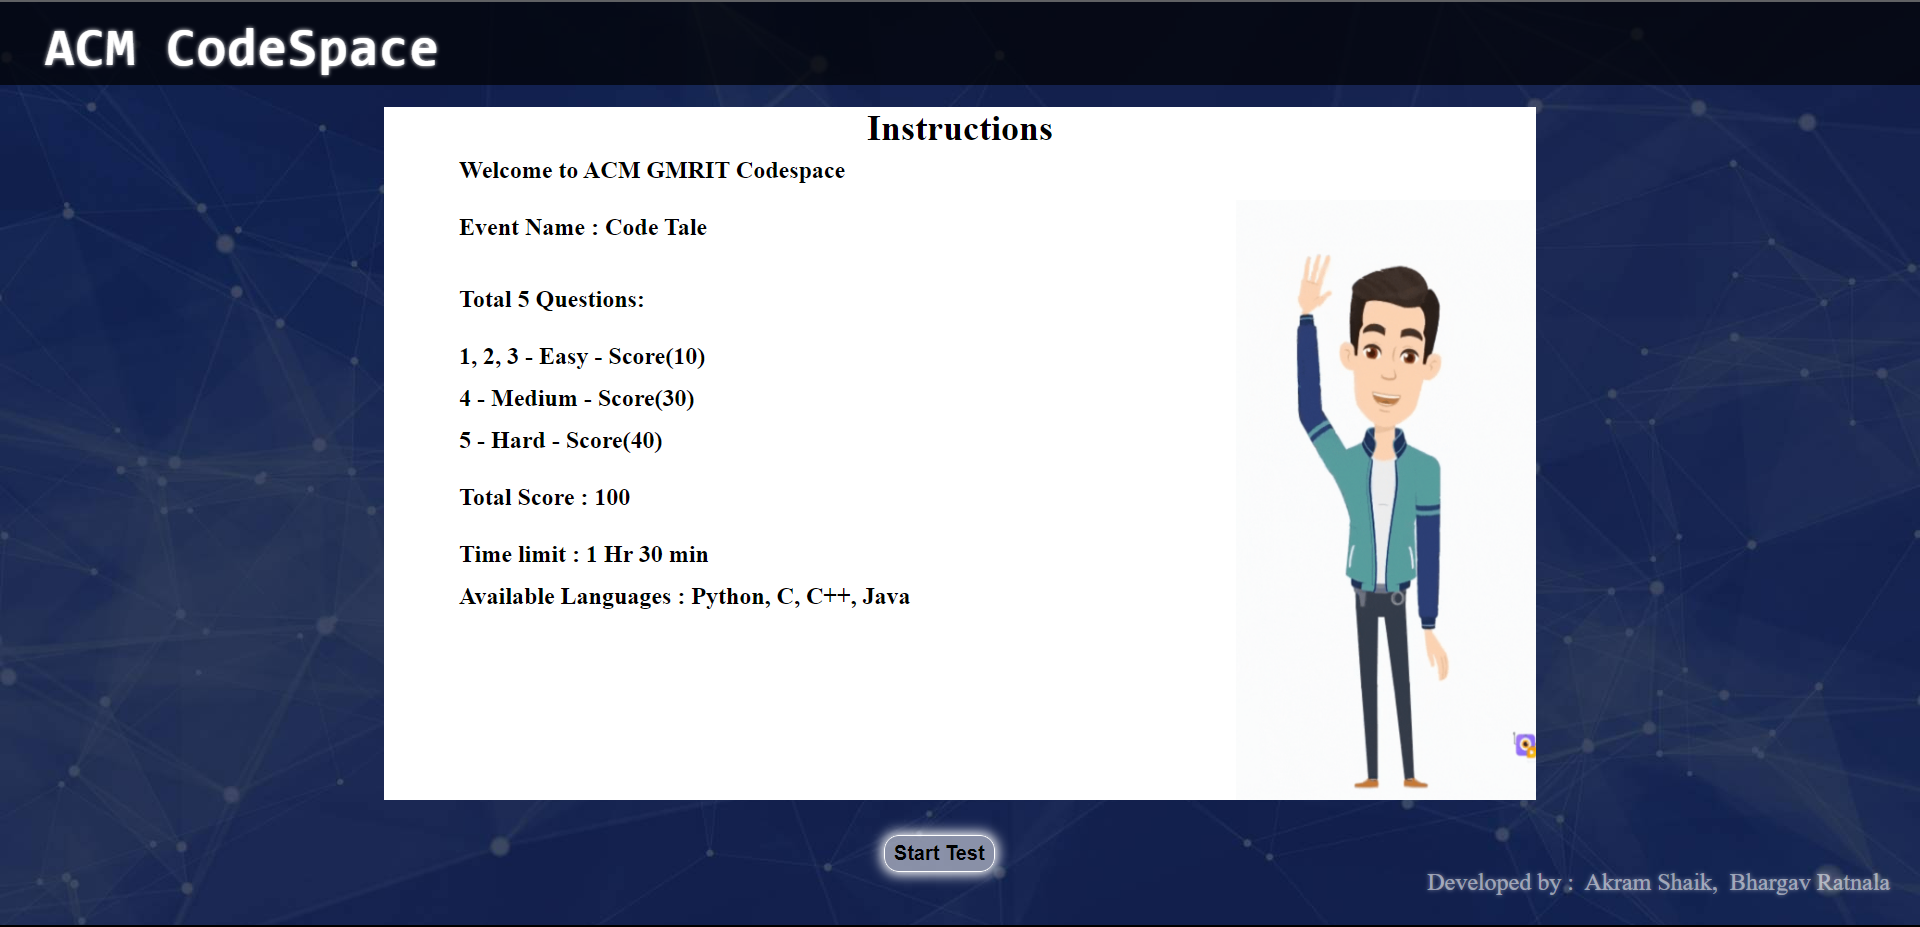 ACM CodeSpace
Instructions
Welcome to ACM GMRIT Codespace
Event Name : Code Tale
Total 5 Questions:
1, 2, 3 - Easy - Score(10)
4 - Medium - Score(30)
5 - Hard - Score(40)
Total Score : 100
Time limit : 1 Hr 30 min
Available Languages : Python, C, C++, Java
Start Test
Developed by : Akram Shaik, Bhargav Ratnala